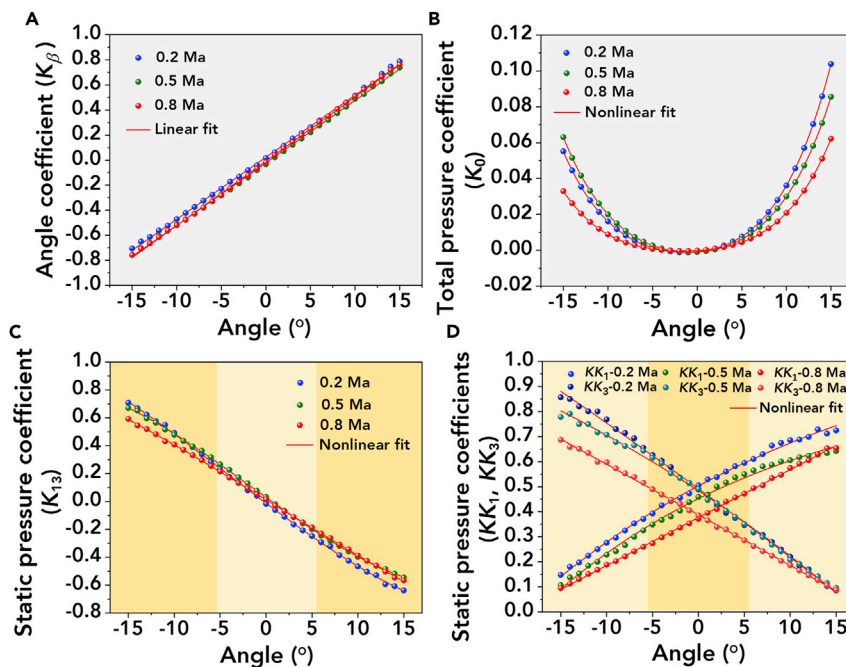 A
Angle coefficient (Kβ)
1.0
0.8
0.6
0.4
0.2
0.0
-0.2
-0.4
-0.6
-0.8
-1.0
0.2 Ma
0.5 Ma
0.8 Ma
Linear fit
-15 -10 -5 0 5 10 15
Angle (°)
B
Total pressure coefficient
(K0)
0.12
0.10
0.08
0.06
0.04
0.02
0.00
-0.02
0.2 Ma
0.5 Ma
0.8 Ma
Nonlinear fit
-15 -10 -5 0 5 10 15
Angle (°)
C
Static pressure coefficient
(K13)
1.0
0.8
0.6
0.4
0.2
0.0
-0.2
-0.4
-0.6
-0.8
0.2 Ma
0.5 Ma
0.8 Ma
Nonlinear fit
-15 -10 -5 0 5 10 15
Angle (°)
D
Static pressure coefficients
(KK1, KK3)
1.0
0.9
0.8
0.7
0.6
0.5
0.4
0.3
0.2
0.1
0.0
KK1-0.2 Ma KK1-0.5 Ma KK1-0.8 Ma
KK3-0.2 Ma KK3-0.5 Ma KK3-0.8 Ma
Nonlinear fit
-15 -10 -5 0 5 10 15
Angle (°)